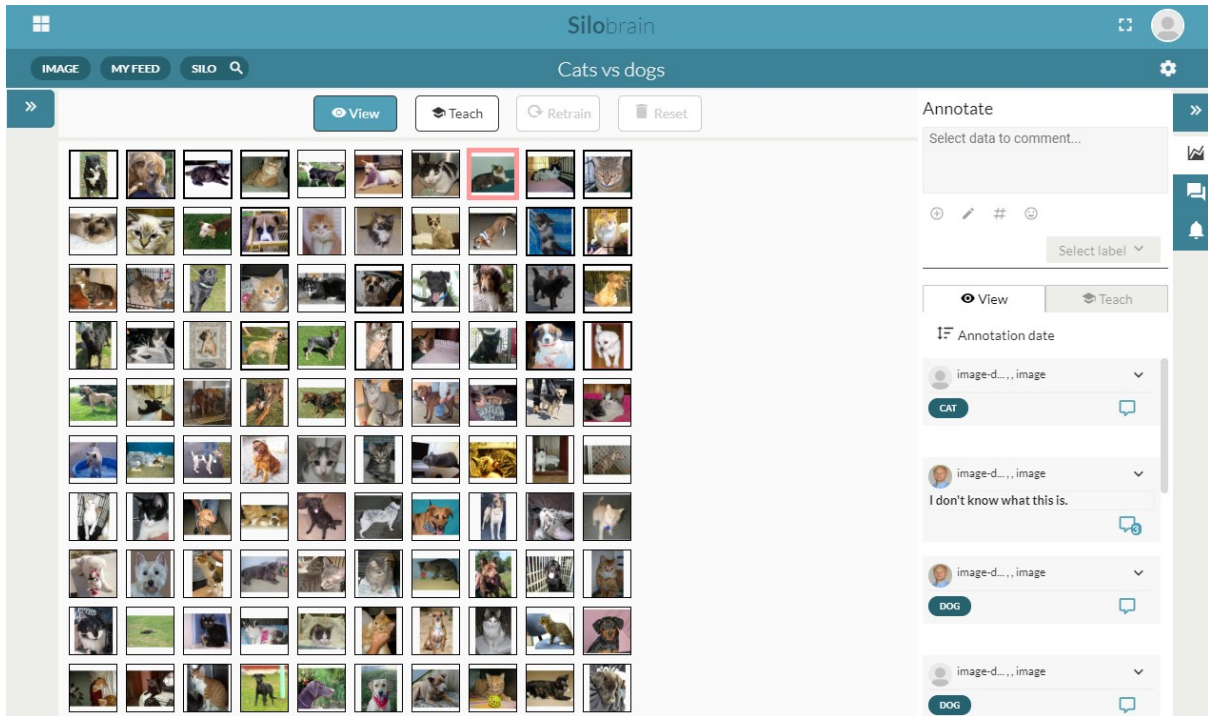 Silobrain
IMAGE
MY FEED
SILO
Cats vs dogs
View
Teach
Retrain
Reset
Annotate
Select data to comment...
#
Select label
View
Teach
Annotation date
image-d... , , image
CAT
image-d... , , image
I don't know what this is.
3
image-d... , , image
DOG
image-d... , , image
DOG